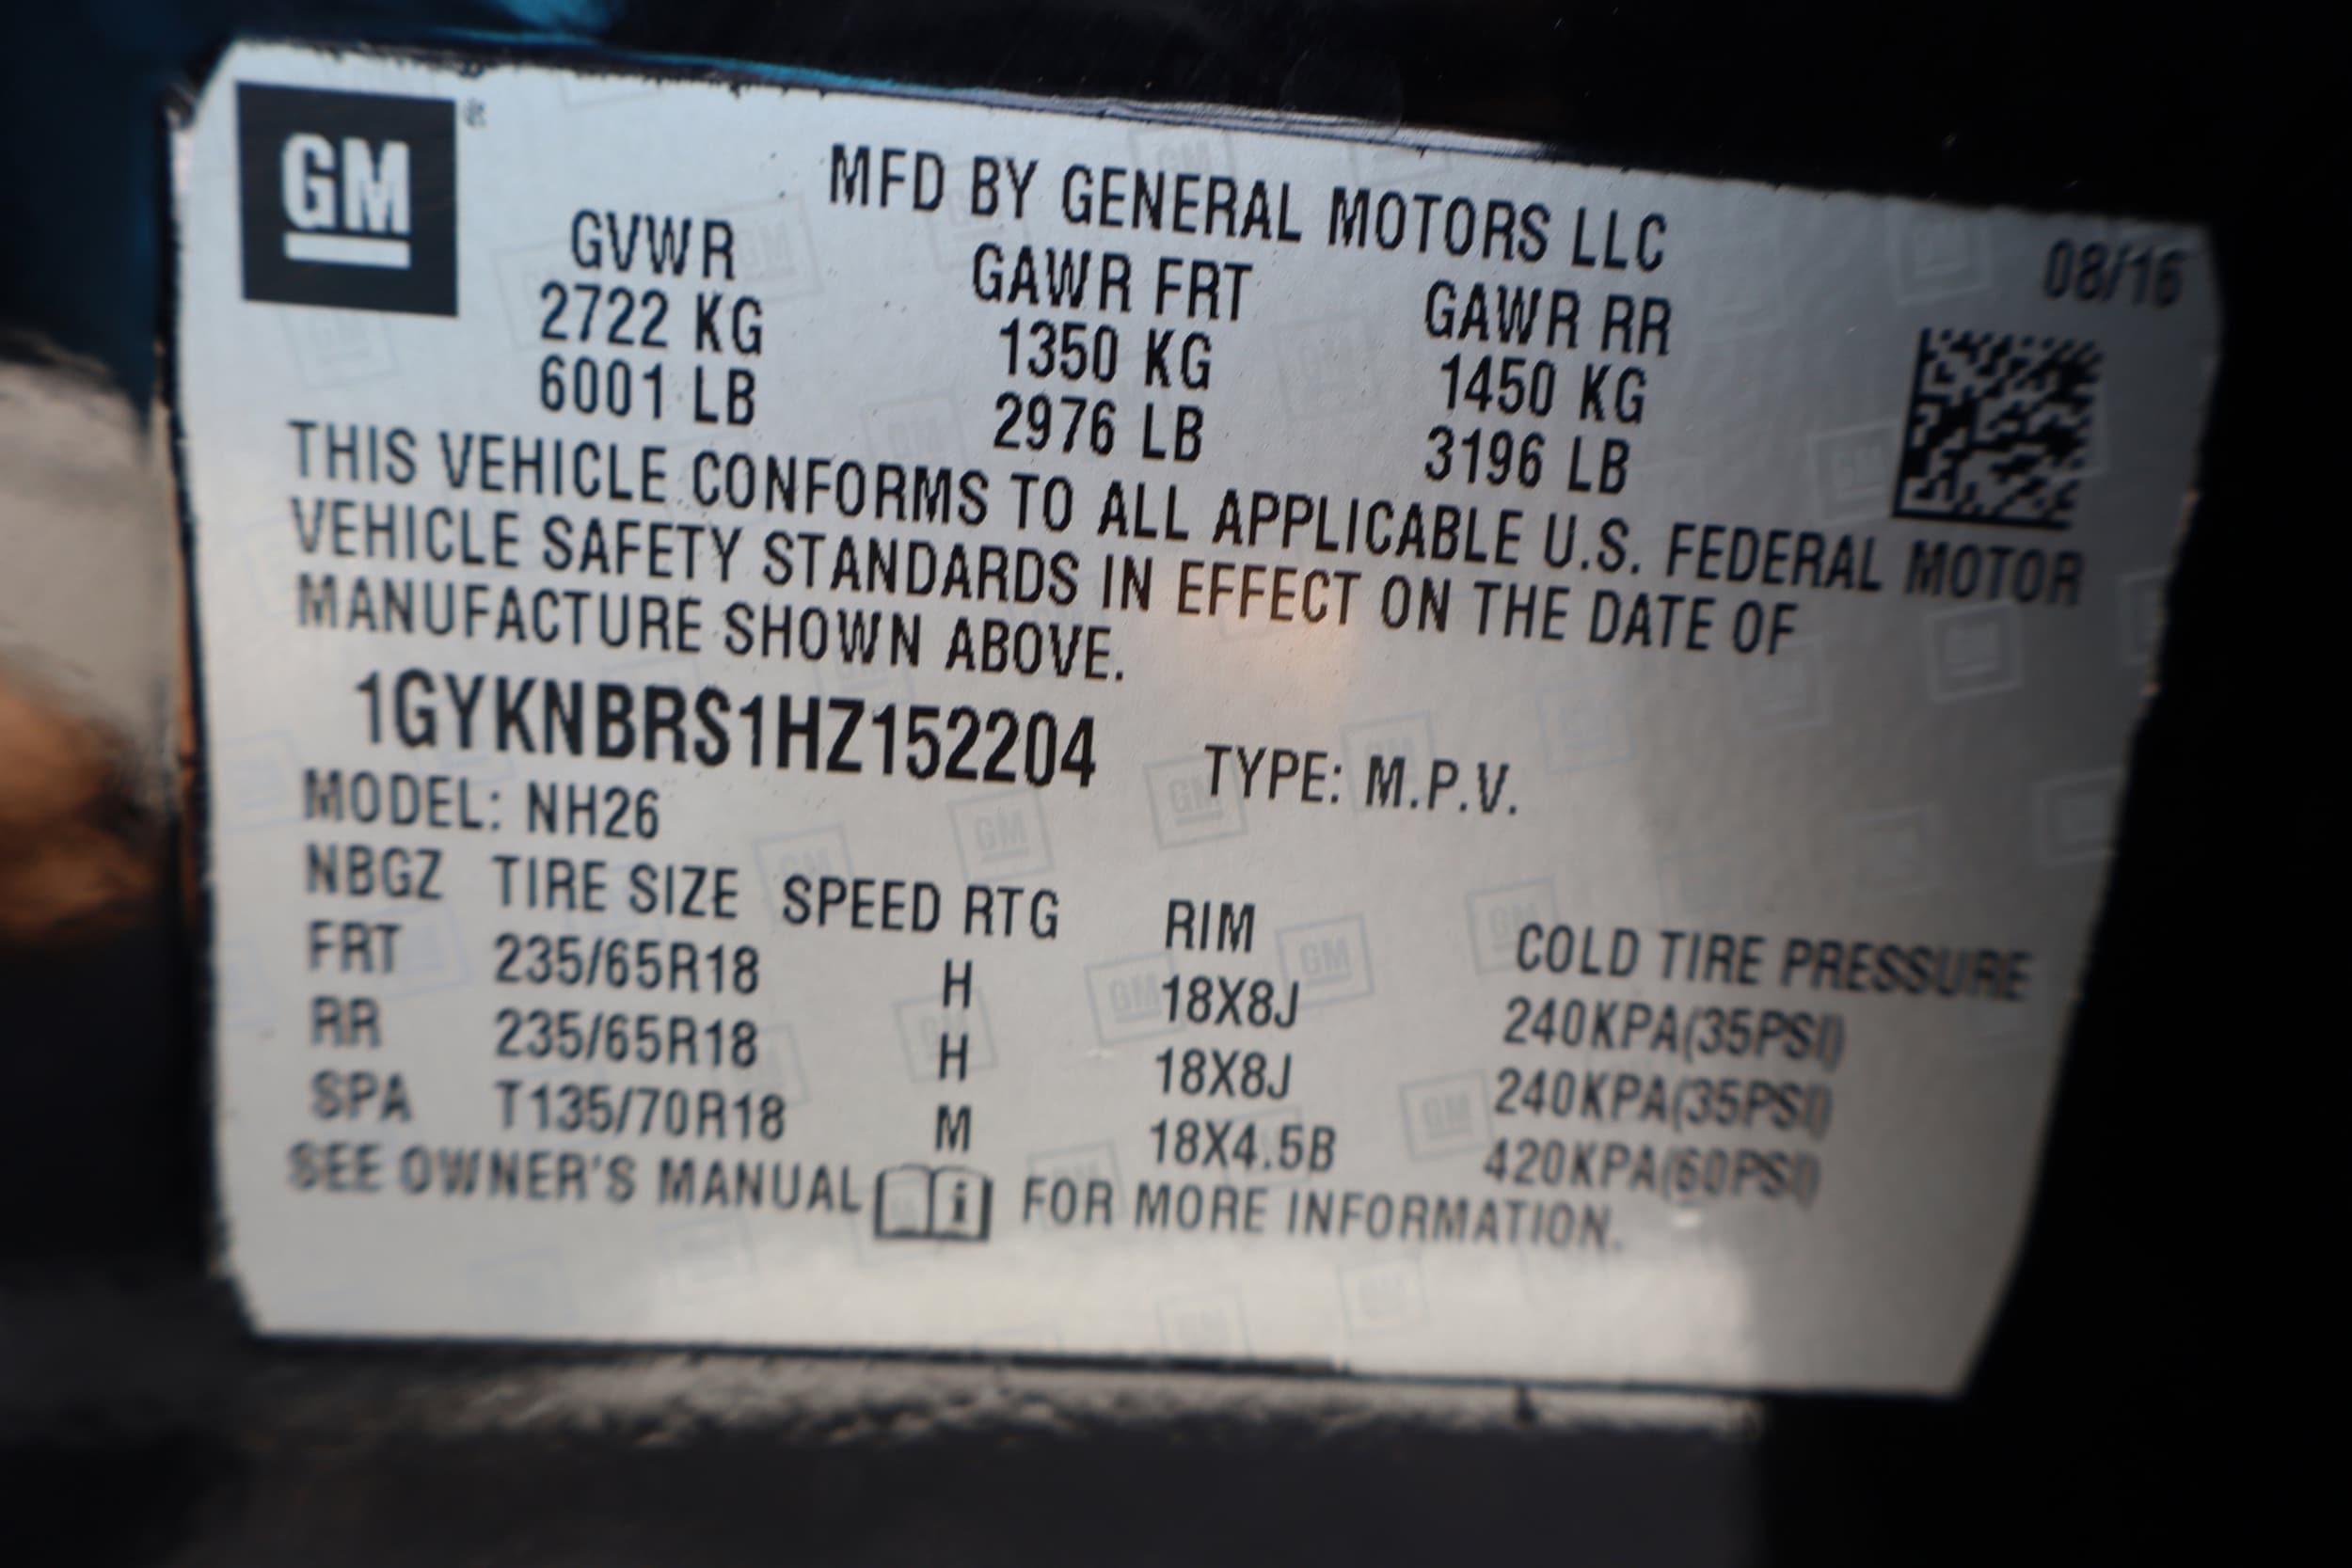 GM
MFD BY GENERAL MOTORS LLC
08/16
GVWR GAWR FRT GAWR RR
2722 KG 1350 KG 1450 KG
6001 LB 2976 LB 3196 LB
THIS VEHICLE CONFORMS TO ALL APPLICABLE U.S. FEDERAL MOTOR
VEHICLE SAFETY STANDARDS IN EFFECT ON THE DATE OF
MANUFACTURE SHOWN ABOVE.
1GYKNBRS1HZ152204 TYPE: M.P.V.
MODEL: NH26
NBGZ TIRE SIZE SPEED RTG RIM COLD TIRE PRESSURE
FRT 235/65R18 H 18X8J 240KPA(35PSI)
RR 235/65R18 H 18X8J 240KPA(35PSI)
SPA T135/70R18 M 18X4.5B 420KPA(60PSI)
SEE OWNER'S MANUAL i FOR MORE INFORMATION.